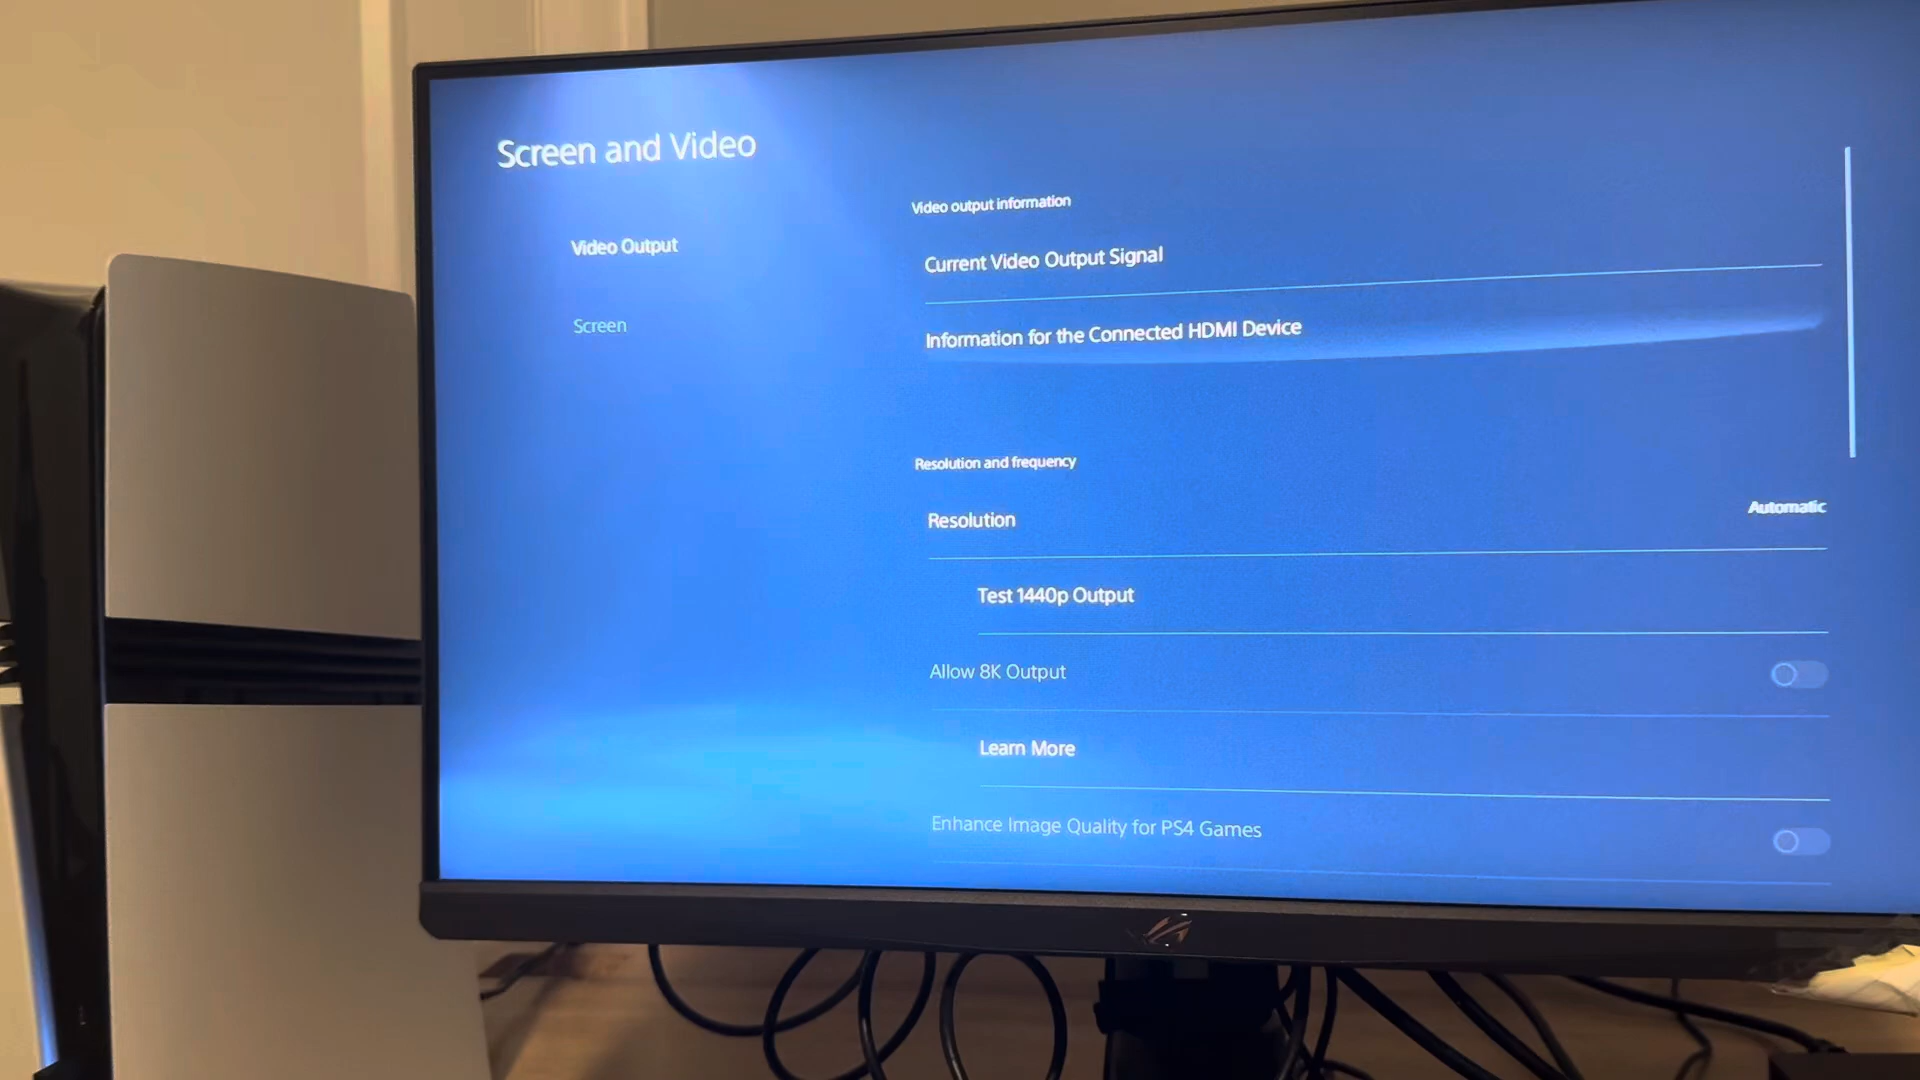 Screen and Video
Video Output
Screen
Video output information
Current Video Output Signal
Information for the Connected HDMI Device
Resolution and frequency
Resolution
Automatic
Test 1440p Output
Allow 8K Output
Learn More
Enhance Image Quality for PS4 Games